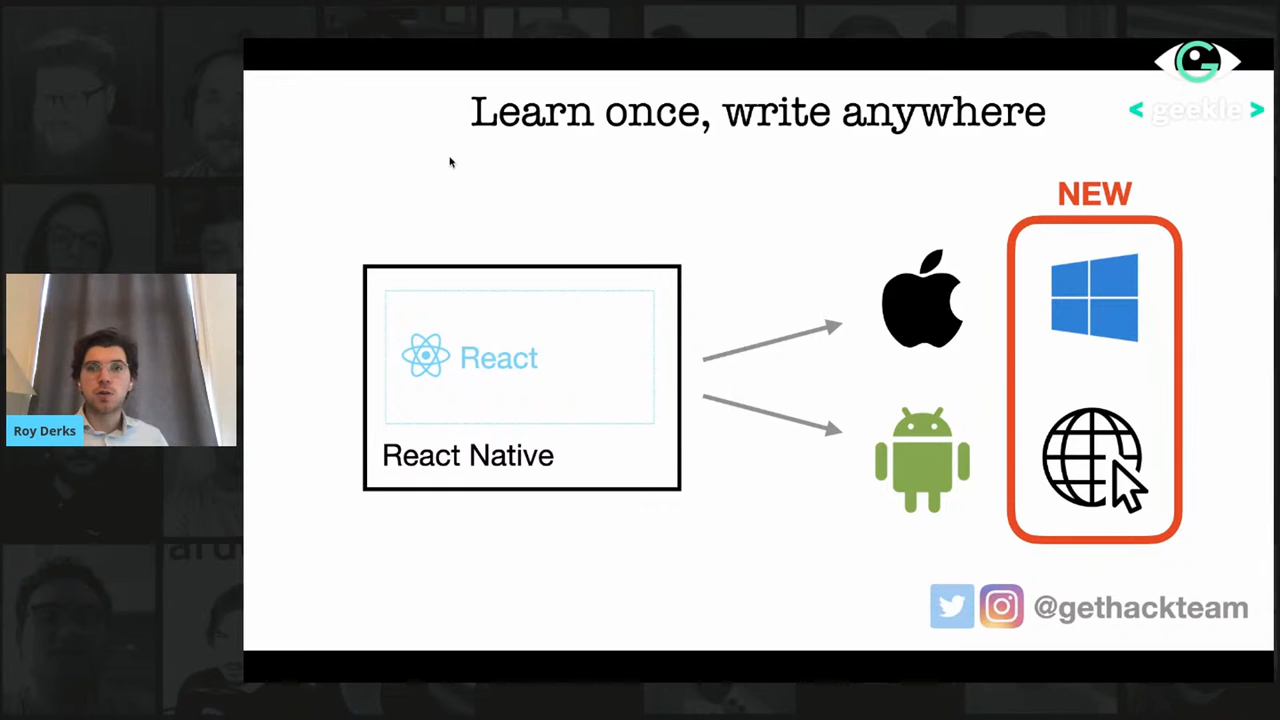 Learn once, write anywhere
< geekle >
NEW
React
React Native
Roy Derks
@gethackteam